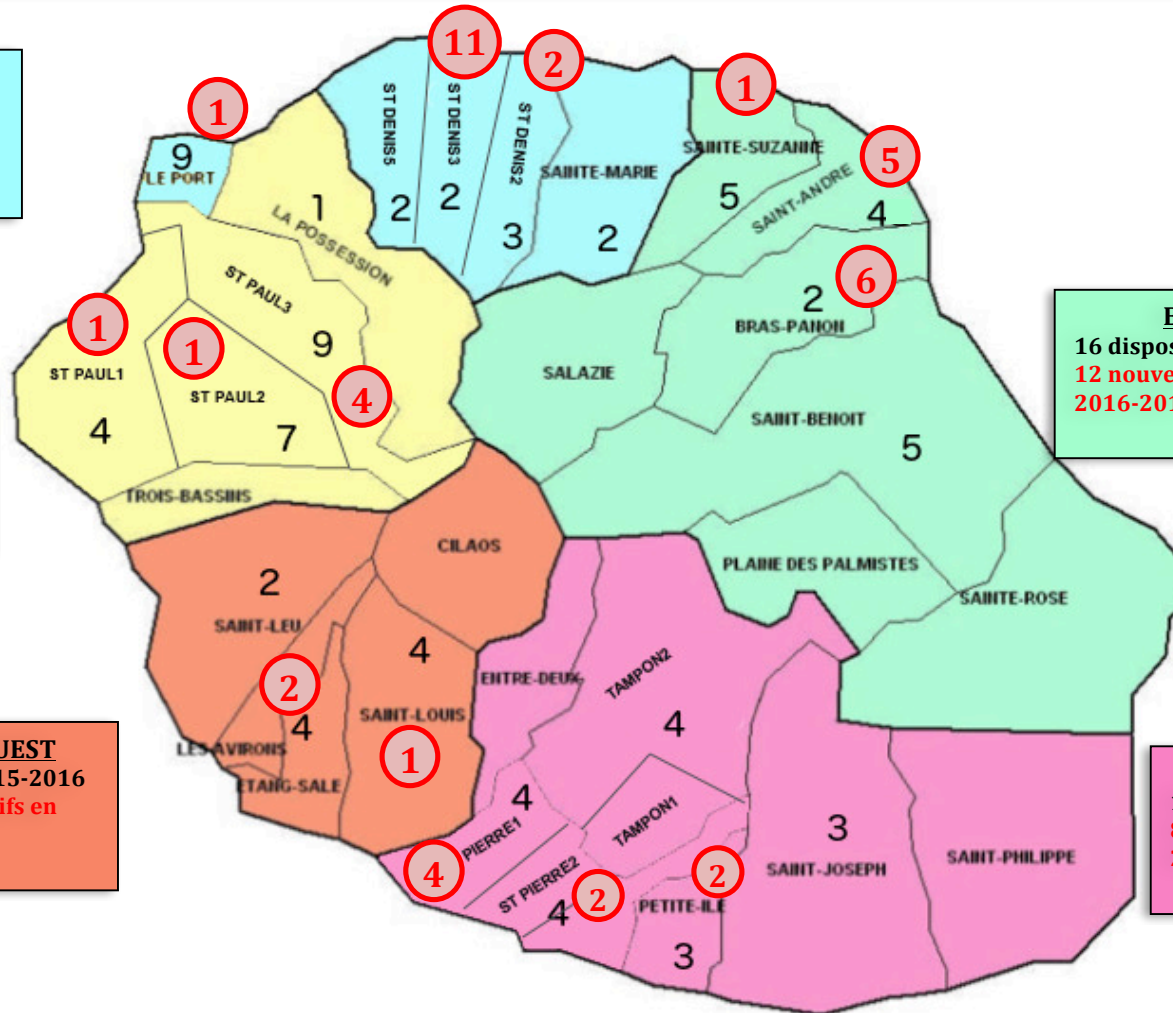 11
2
1
1
ST DENIS5
ST DENIS3
ST DENIS2
SAINTE-MARIE
SAINTE-SUZANNE
5
9
LE PORT
SAINT-ANDRE
1
LA POSSESSION
2
2
3
2
5
4
ST PAUL3
6
2
BRAS-PANON
1
1
9
ST PAUL1
ST PAUL2
4
SALAZIE
4
7
SAINT-BENOIT
5
16 dispos
12 nouve
2016-201
TROIS-BASSINS
CILAOS
PLAINE DES PALMISTES
SAINTE-ROSE
2
SAINT-LEU
4
ENTRE-DEUX
TAMPON2
2
4
SAINT-LOUIS
4
LES AVIRONS
1
ETANG-SALE
UEST
15-2016
ifs en
4
PIERRE1
TAMPON1
3
SAINT-JOSEPH
SAINT-PHILIPPE
4
ST PIERRE2
4
2
2
PETITE-ILE
3